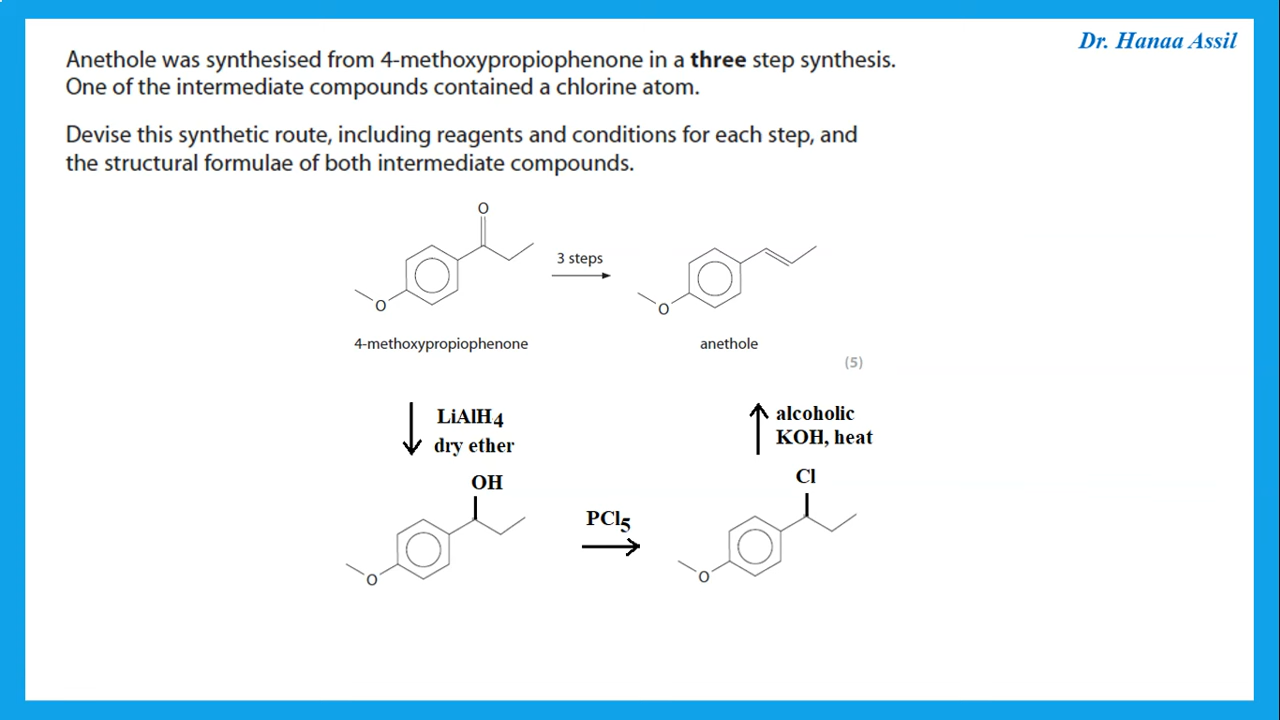 Dr. Hanaa Assil
Anethole was synthesised from 4-methoxypropiophenone in a three step synthesis.
One of the intermediate compounds contained a chlorine atom.
Devise this synthetic route, including reagents and conditions for each step, and
the structural formulae of both intermediate compounds.
O
3 steps
O
O
4-methoxypropiophenone
anethole
(5)
LiAlH4
dry ether
alcoholic
KOH, heat
OH
Cl
PCl5
O
O